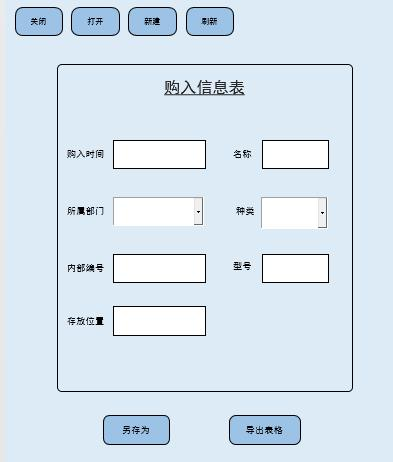 关闭 打开 新建 刷新
购入信息表
购入时间 名称
所属部门 种类
内部编号 型号
存放位置
另存为 导出表格